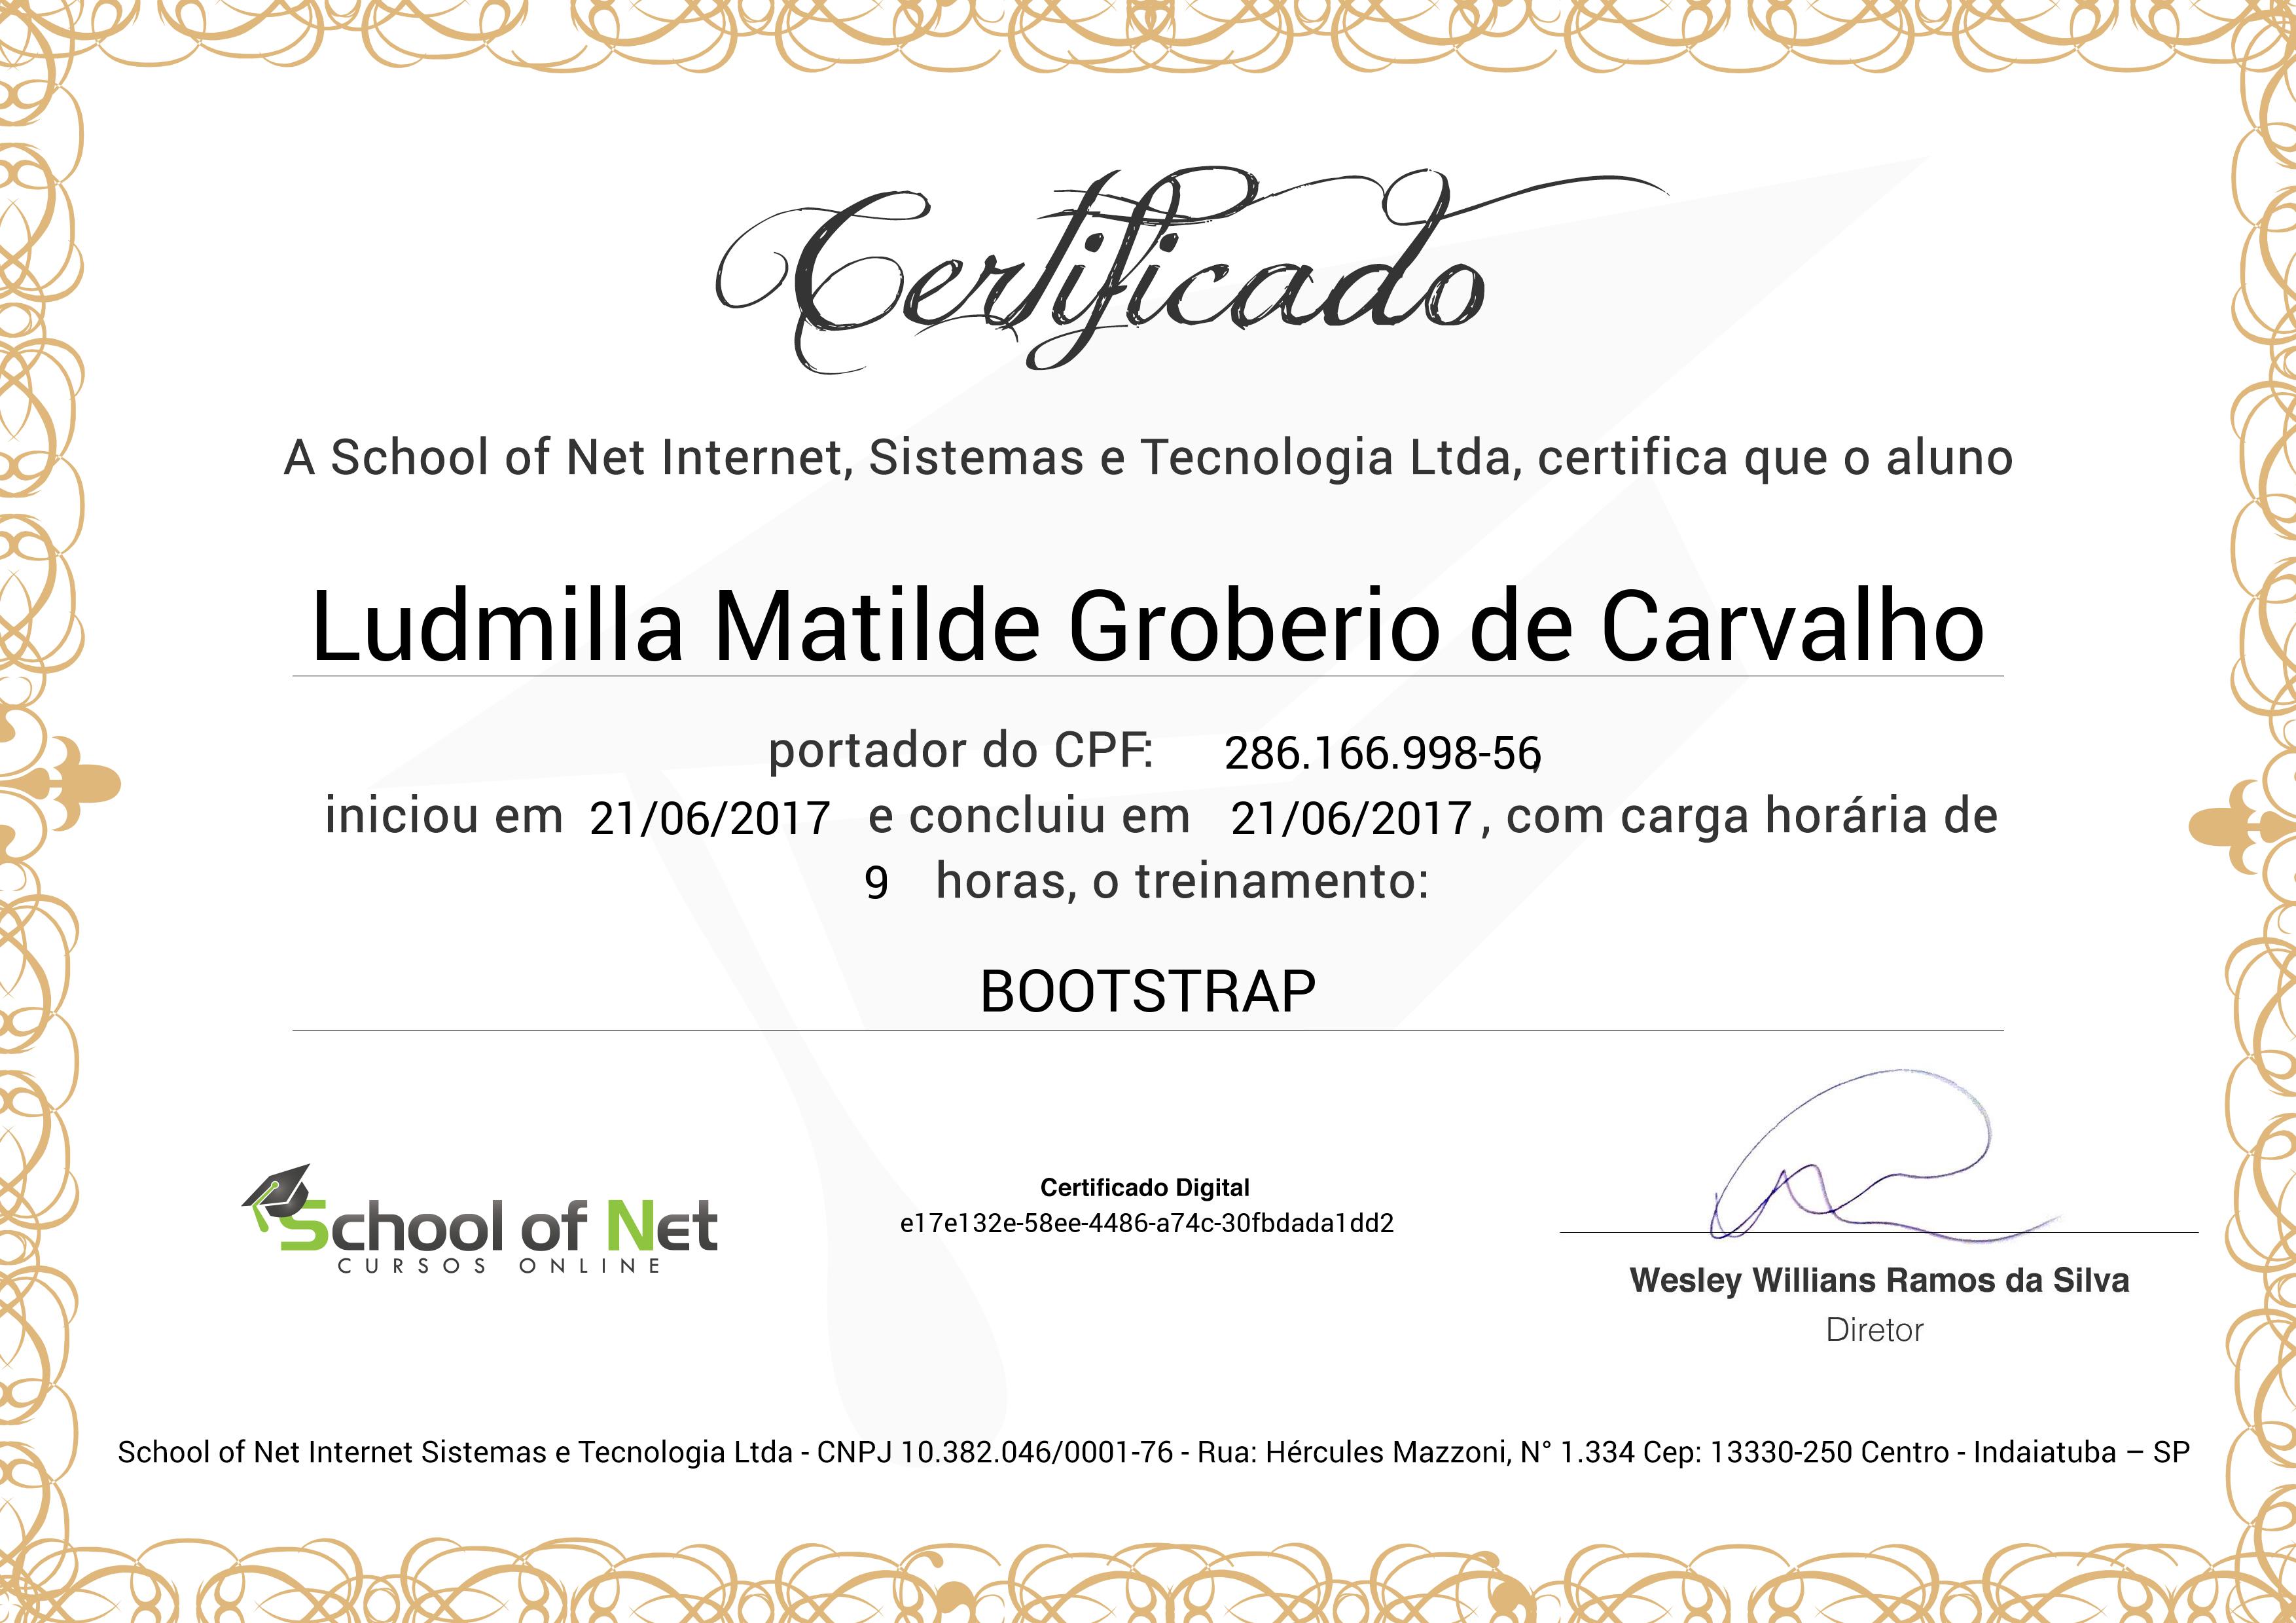 Certificado
A School of Net Internet, Sistemas e Tecnologia Ltda, certifica que o aluno
Ludmilla Matilde Groberio de Carvalho
portador do CPF: 286.166.998-56,
iniciou em 21/06/2017 e concluiu em 21/06/2017, com carga horária de
9 horas, o treinamento:
BOOTSTRAP
School of Net
CURSOS ONLINE
Certificado Digital
e17e132e-58ee-4486-a74c-30fbdada1dd2
Wesley Willians Ramos da Silva
Diretor
School of Net Internet Sistemas e Tecnologia Ltda - CNPJ 10.382.046/0001-76 - Rua: Hércules Mazzoni, N° 1.334 Cep: 13330-250 Centro - Indaiatuba – SP